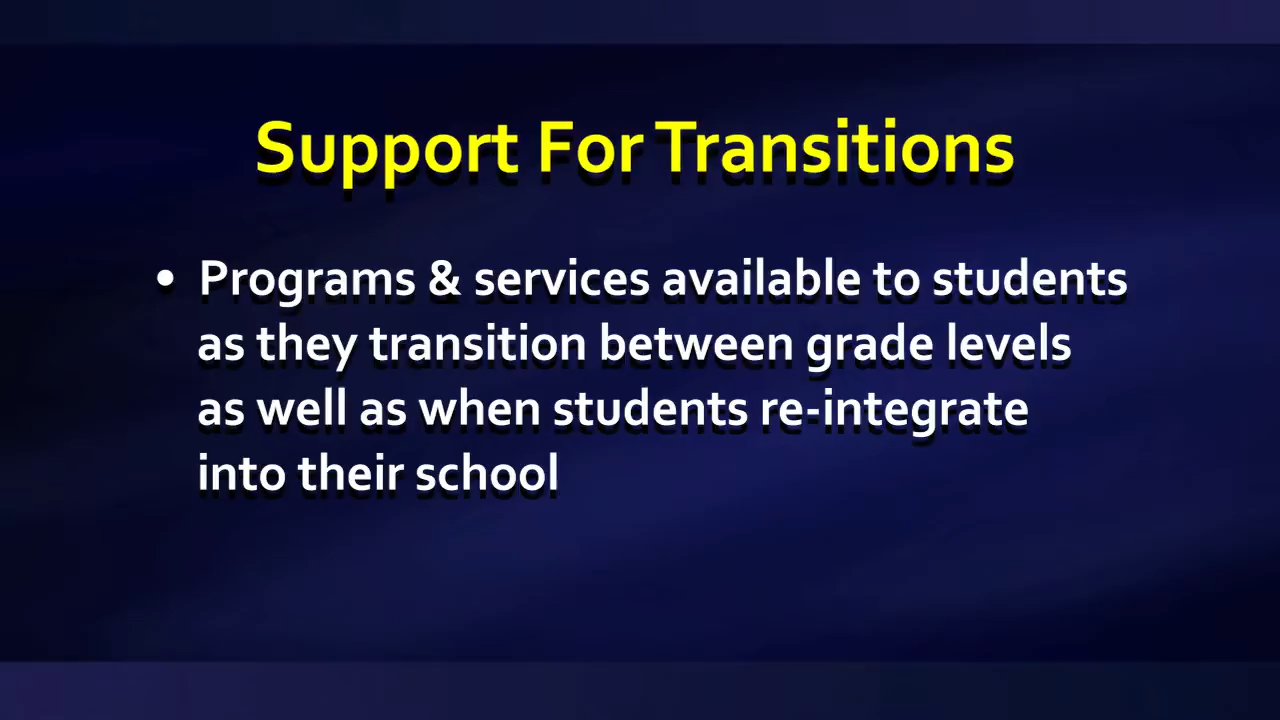 Support For Transitions
• Programs & services available to students
as they transition between grade levels
as well as when students re-integrate
into their school